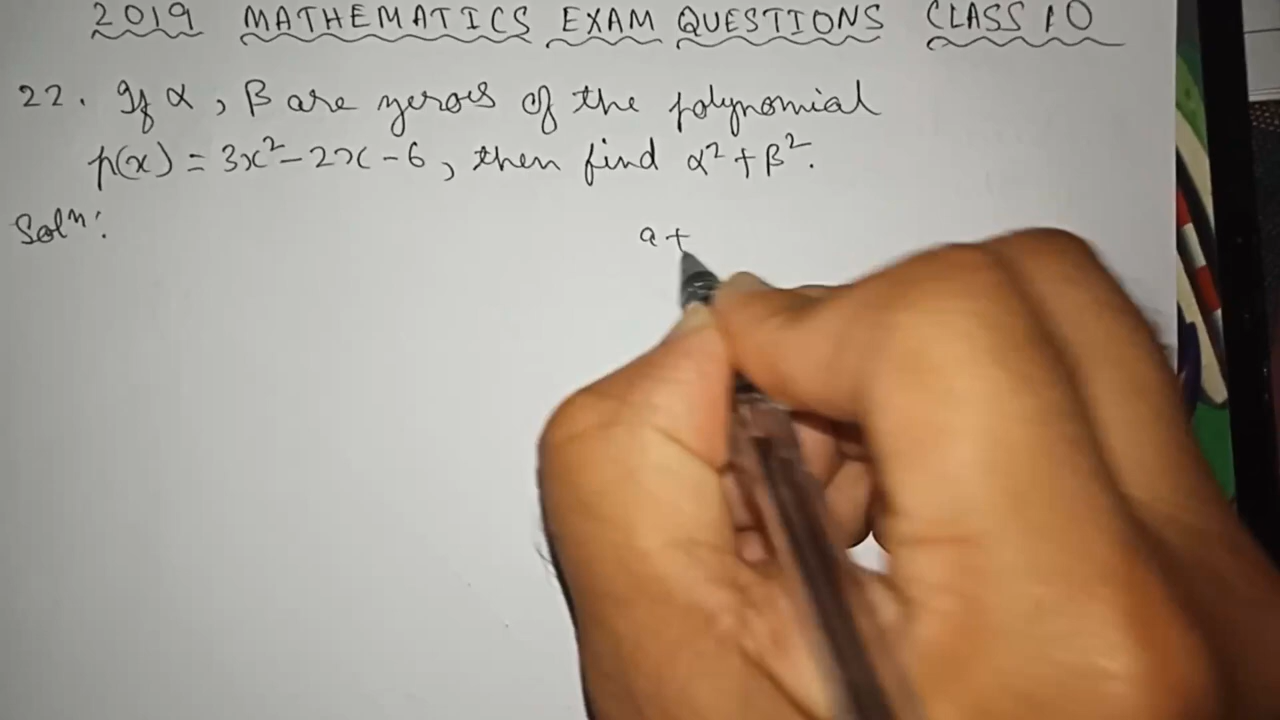 2019 MATHEMATICS EXAM QUESTIONS CLASS 10
22. If α, β are zeroes of the polynomial
p(x) = 3x² - 2x - 6, then find α² + β².
Solⁿ:
a +